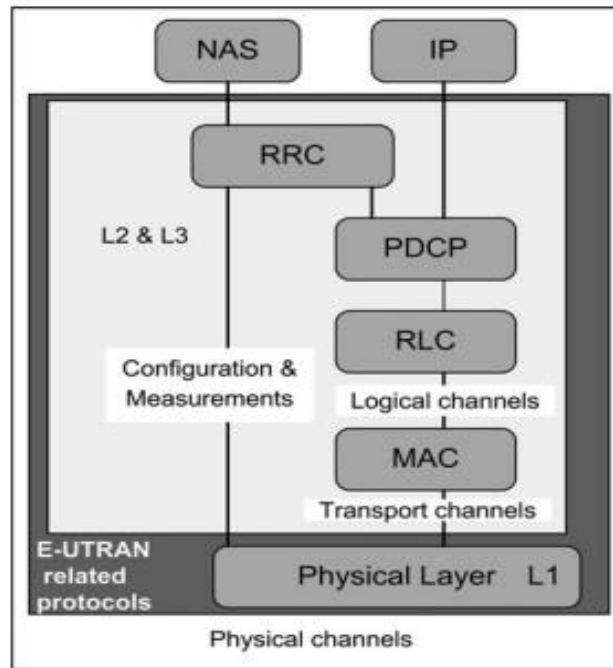 NAS
IP
RRC
L2 & L3
PDCP
RLC
Configuration &
Measurements
Logical channels
MAC
Transport channels
E-UTRAN
related
protocols
Physical Layer L1
Physical channels